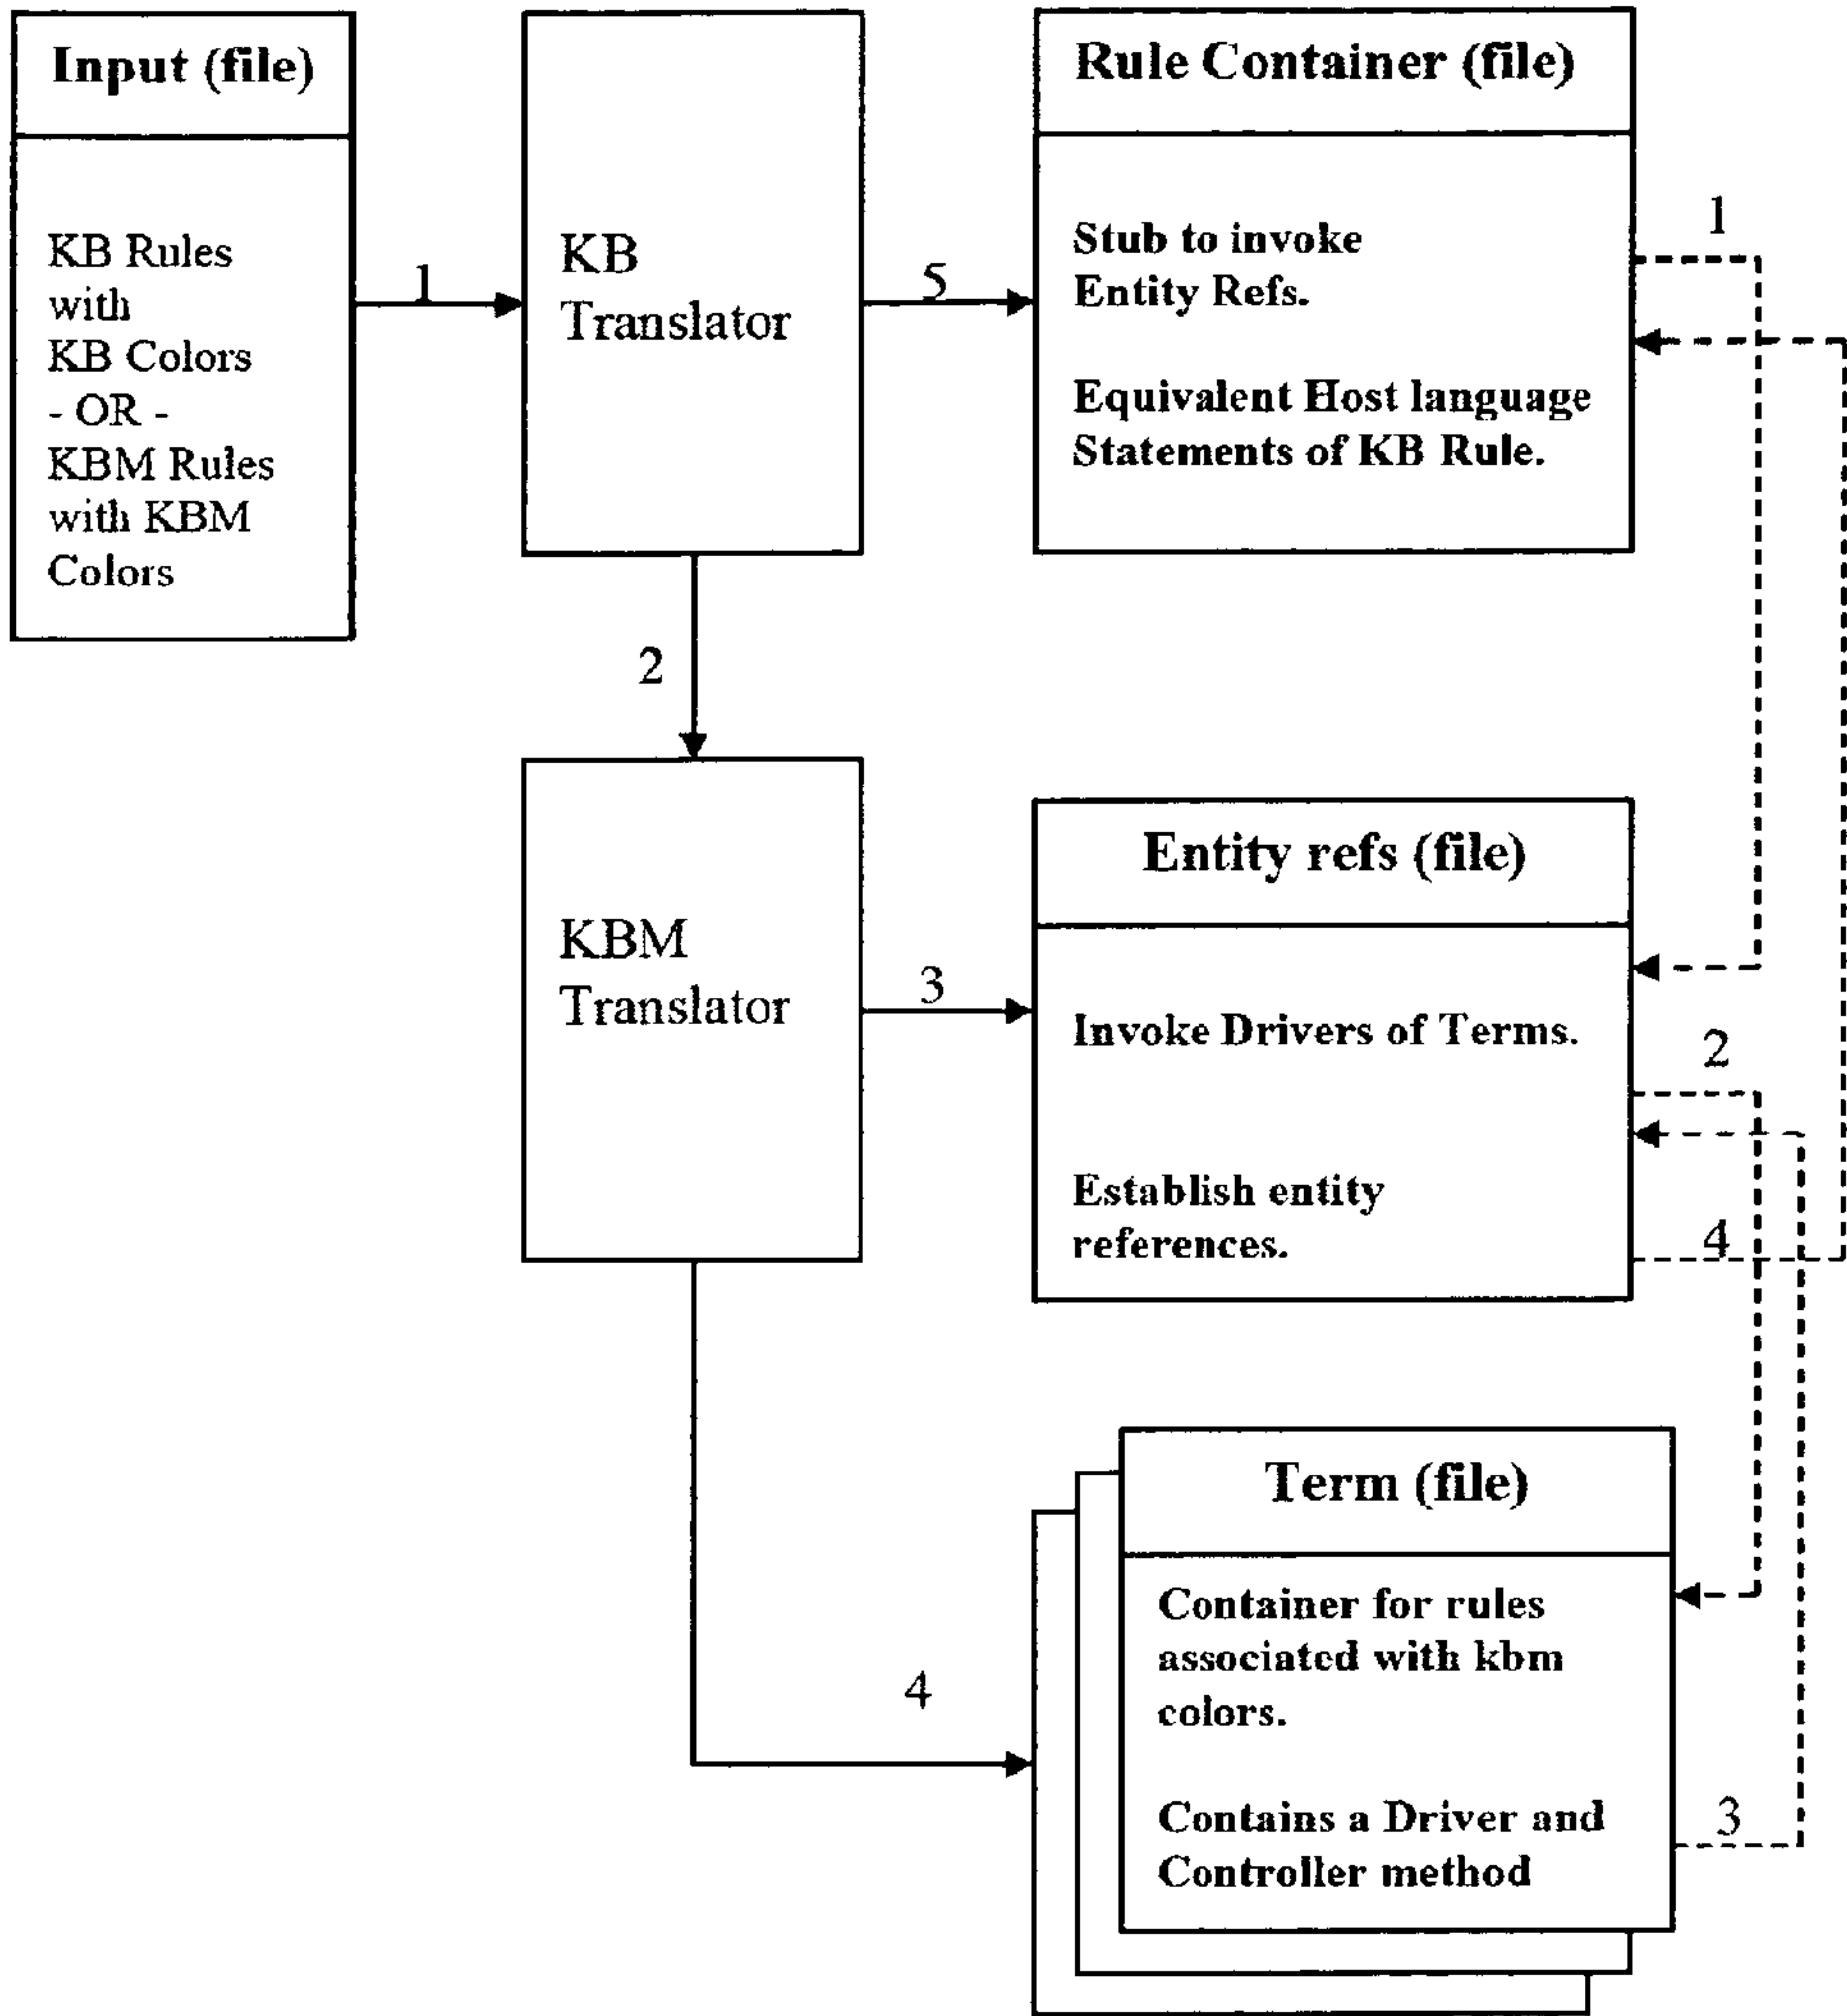 Input (file)
KB Rules
with
KB Colors
- OR -
KBM Rules
with KBM
Colors
1
KB
Translator
5
Rule Container (file)
Stub to invoke
Entity Refs.
Equivalent Host language
Statements of KB Rule.
1
2
KBM
Translator
3
Entity refs (file)
Invoke Drivers of Terms.
Establish entity
references.
2
4
4
Term (file)
Container for rules
associated with kbm
colors.
Contains a Driver and
Controller method
3